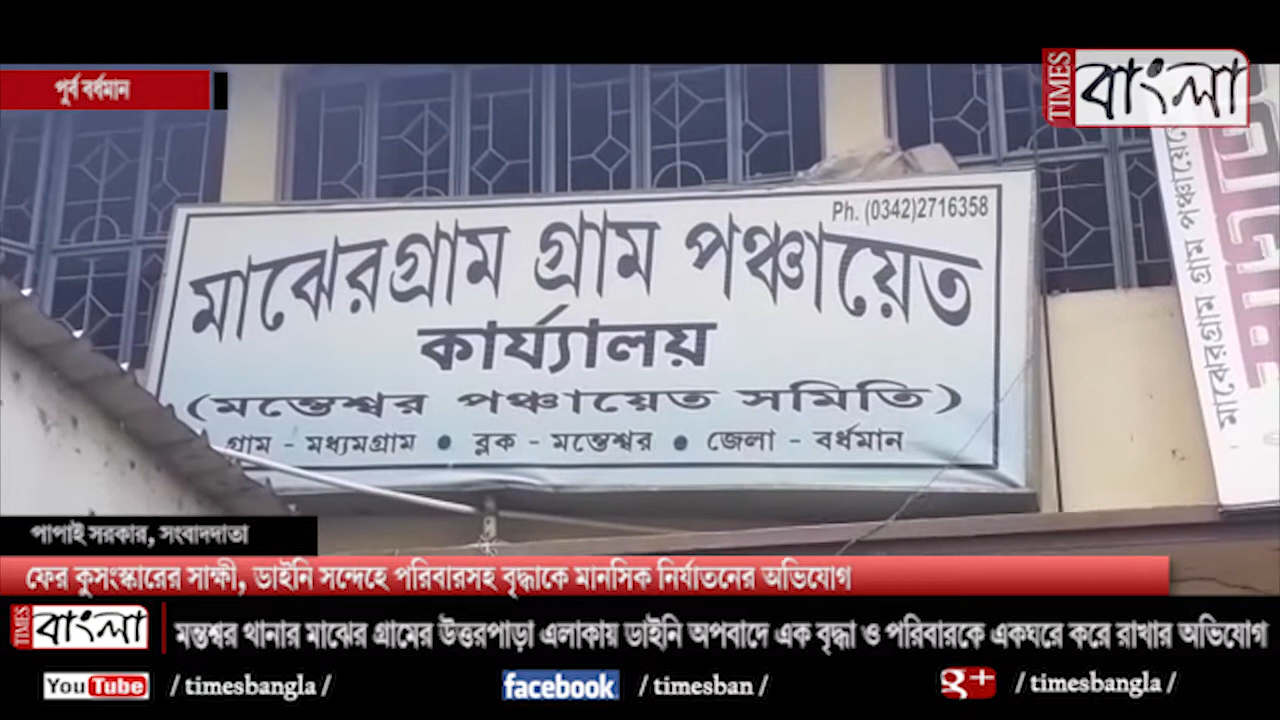 পূর্ব বর্ধমান
TIMES বাংলা
Ph. (0342)2716358
মাঝেরগ্রাম গ্রাম পঞ্চায়েত
কার্য্যালয়
(মন্তেশ্বর পঞ্চায়েত সমিতি)
গ্রাম - মধ্যমগ্রাম • ব্লক - মন্তেশ্বর • জেলা - বর্ধমান
মাঝেরগ্রাম গ্রাম পঞ্চায়েতে
পাপাই সরকার, সংবাদদাতা
ফের কুসংস্কারের সাক্ষী, ডাইনি সন্দেহে পরিবারসহ বৃদ্ধাকে মানসিক নির্যাতনের অভিযোগ
TIMES বাংলা
মন্তশ্বর থানার মাঝের গ্রামের উত্তরপাড়া এলাকায় ডাইনি অপবাদে এক বৃদ্ধা ও পরিবারকে একঘরে করে রাখার অভিযোগ
YouTube / timesbangla / facebook / timesban / g+ / timesbangla /